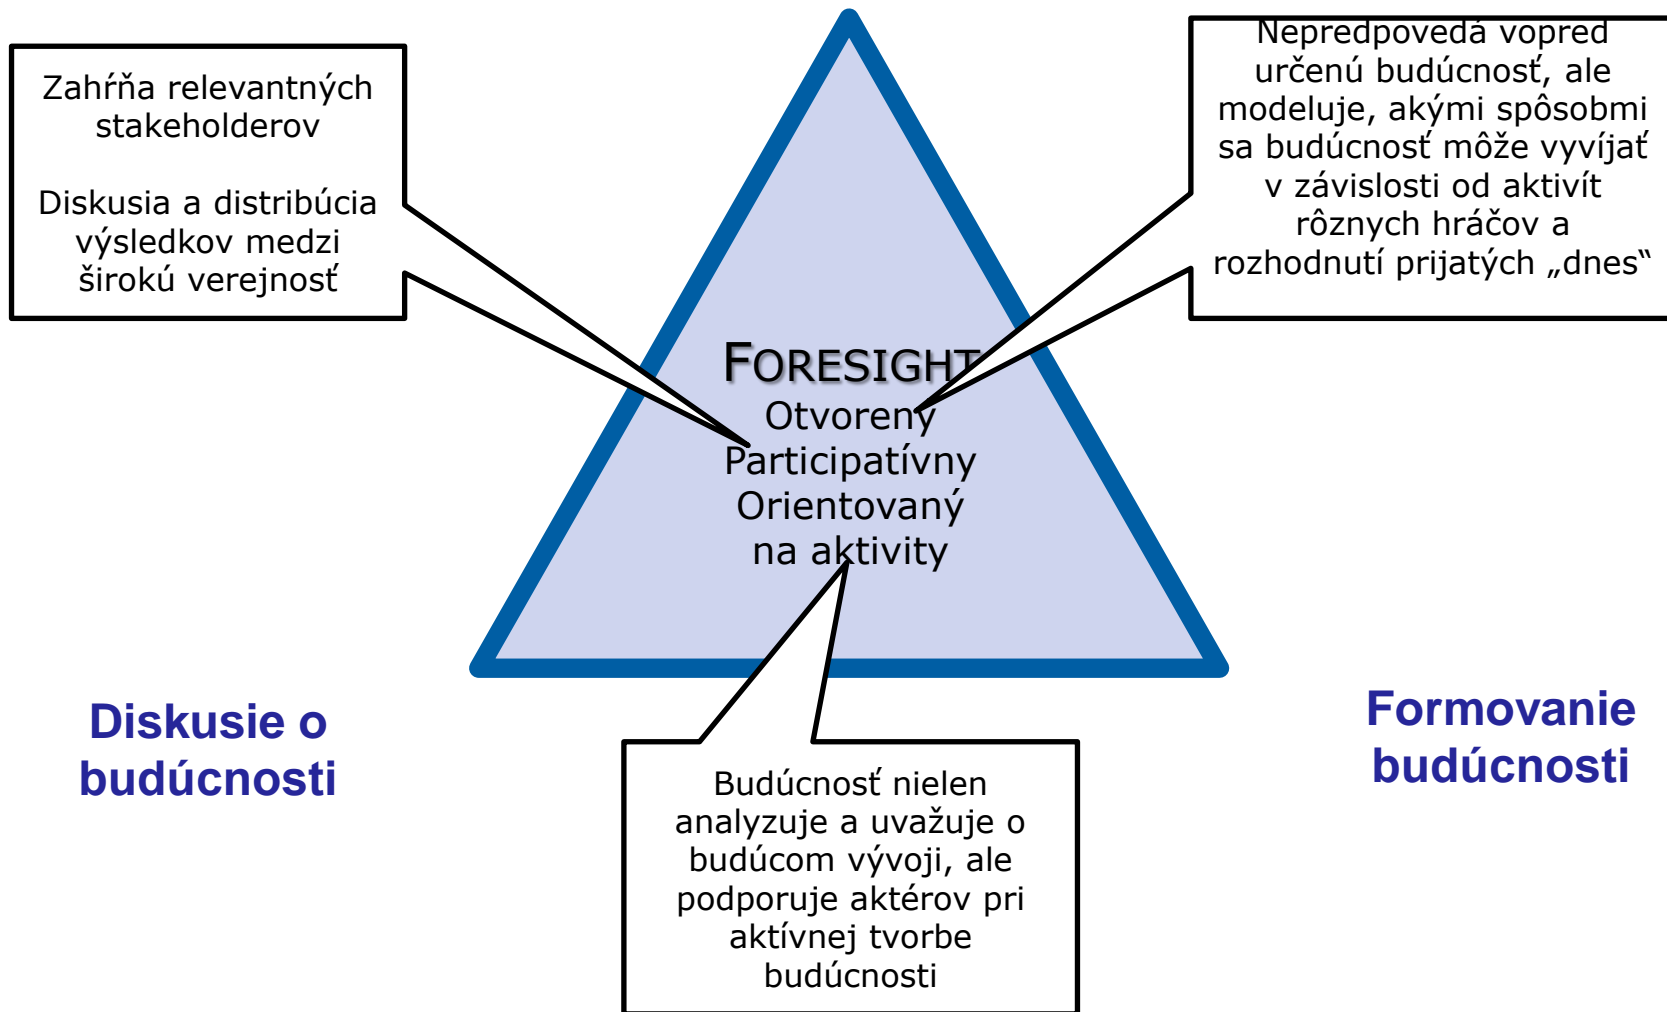 Zahŕňa relevantných
stakeholderov
Diskusia a distribúcia
výsledkov medzi
širokú verejnosť
Nepredpovedá vopred
určenú budúcnosť, ale
modeluje, akými spôsobmi
sa budúcnosť môže vyvíjať
v závislosti od aktivít
rôznych hráčov a
rozhodnutí prijatých „dnes“
FORESIGHT
Otvorený
Participatívny
Orientovaný
na aktivity
Diskusie o
budúcnosti
Formovanie
budúcnosti
Budúcnosť nielen
analyzuje a uvažuje o
budúcom vývoji, ale
podporuje aktérov pri
aktívnej tvorbe
budúcnosti